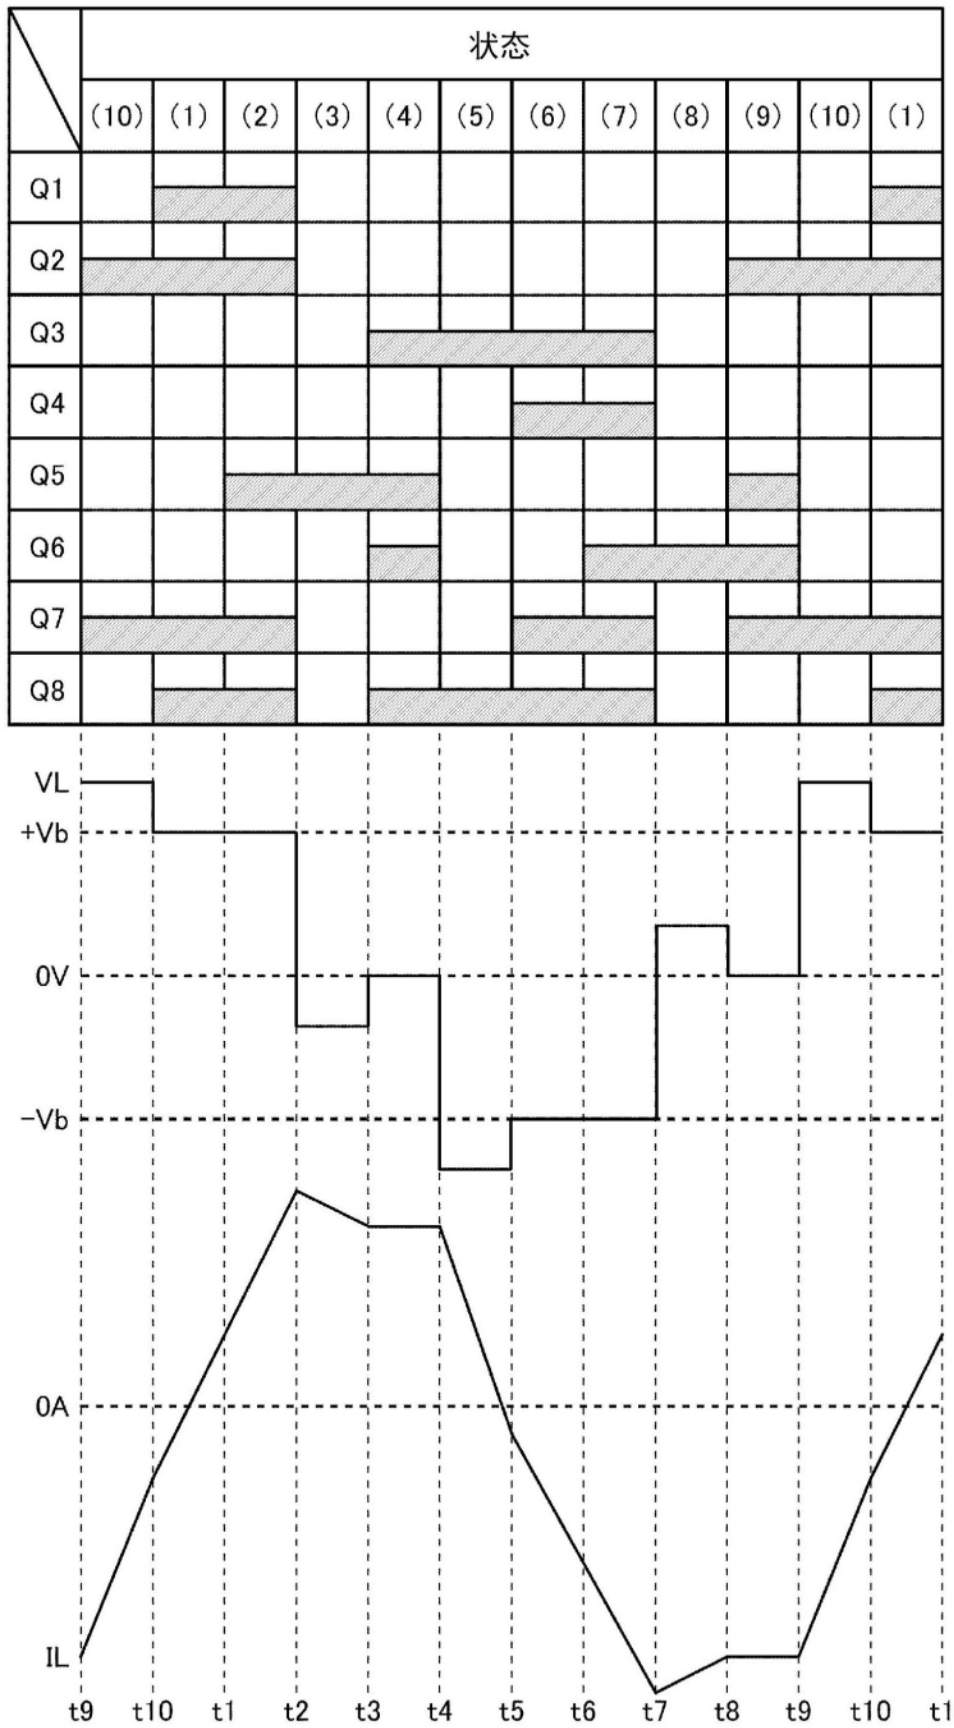 状态
(10) (1) (2) (3) (4) (5) (6) (7) (8) (9) (10) (1)
Q1
Q2
Q3
Q4
Q5
Q6
Q7
Q8
VL
+Vb
0V
-Vb
0A
IL
t9 t10 t1 t2 t3 t4 t5 t6 t7 t8 t9 t10 t1